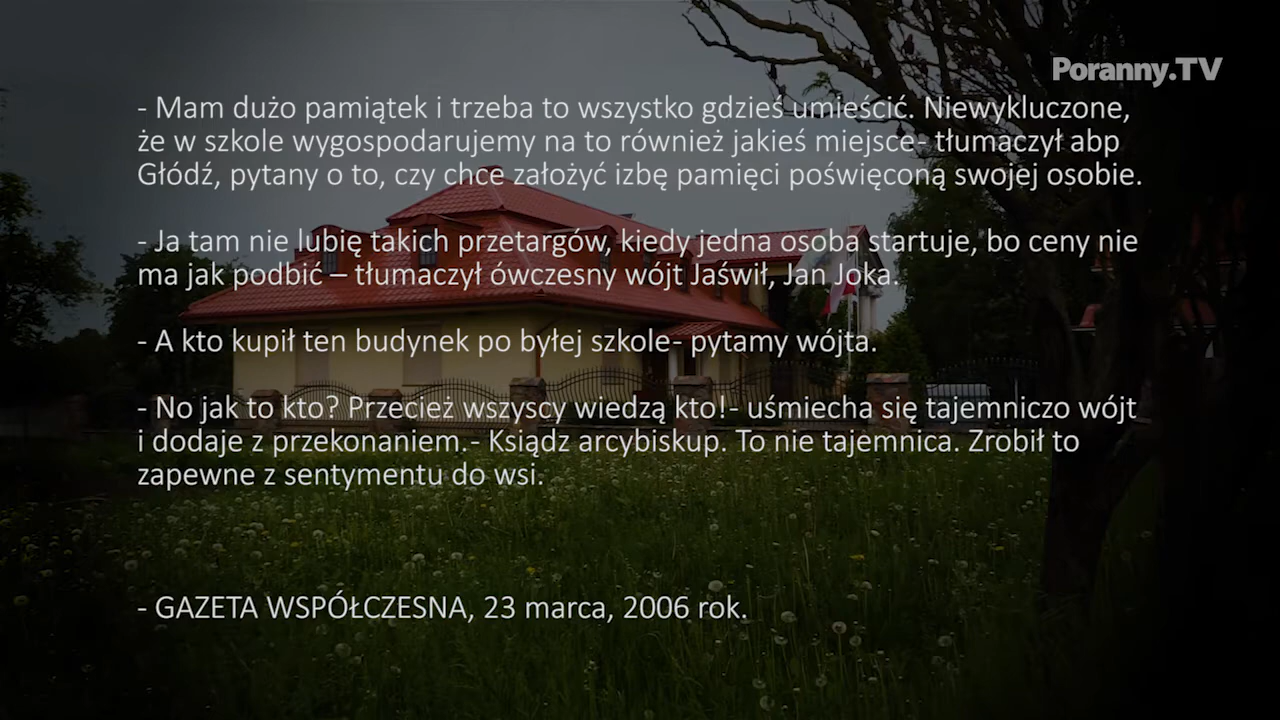 Poranny.TV
- Mam dużo pamiątek i trzeba to wszystko gdzieś umieścić. Niewykluczone,
że w szkole wygospodarujemy na to również jakieś miejsce- tłumaczył abp
Głódź, pytany o to, czy chce założyć izbę pamięci poświęconą swojej osobie.
- Ja tam nie lubię takich przetargów, kiedy jedna osoba startuje, bo ceny nie
ma jak podbić – tłumaczył ówczesny wójt Jaświł, Jan Joka.
- A kto kupił ten budynek po byłej szkole- pytamy wójta.
- No jak to kto? Przecież wszyscy wiedzą kto!- uśmiecha się tajemniczo wójt
i dodaje z przekonaniem.- Ksiądz arcybiskup. To nie tajemnica. Zrobił to
zapewne z sentymentu do wsi.
- GAZETA WSPÓŁCZESNA, 23 marca, 2006 rok.